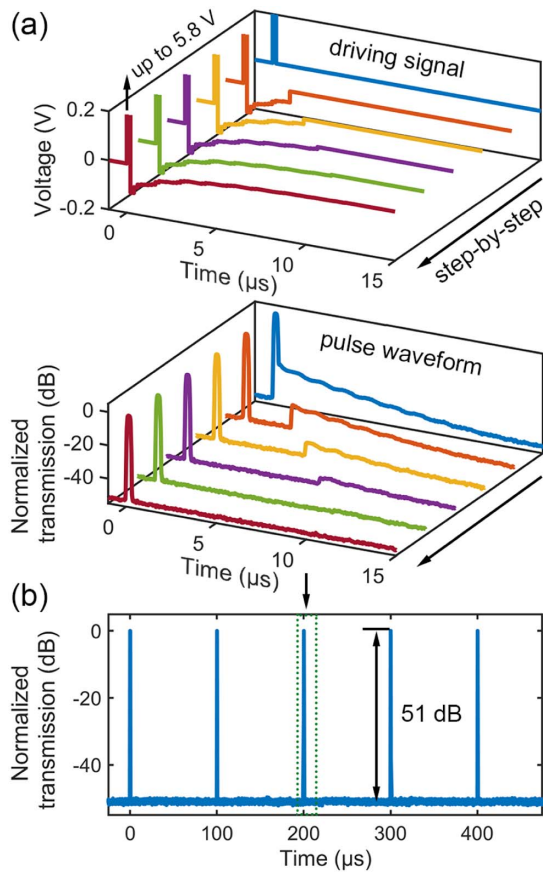 (a)
up to 5.8 V
driving signal
0.2
0
-0.2
Voltage (V)
0
5
10
15
Time (μs)
step-by-step
pulse waveform
0
-20
-40
Normalized
transmission (dB)
0
5
10
15
Time (μs)
(b)
0
-20
-40
Normalized
transmission (dB)
51 dB
0 100 200 300 400
Time (μs)